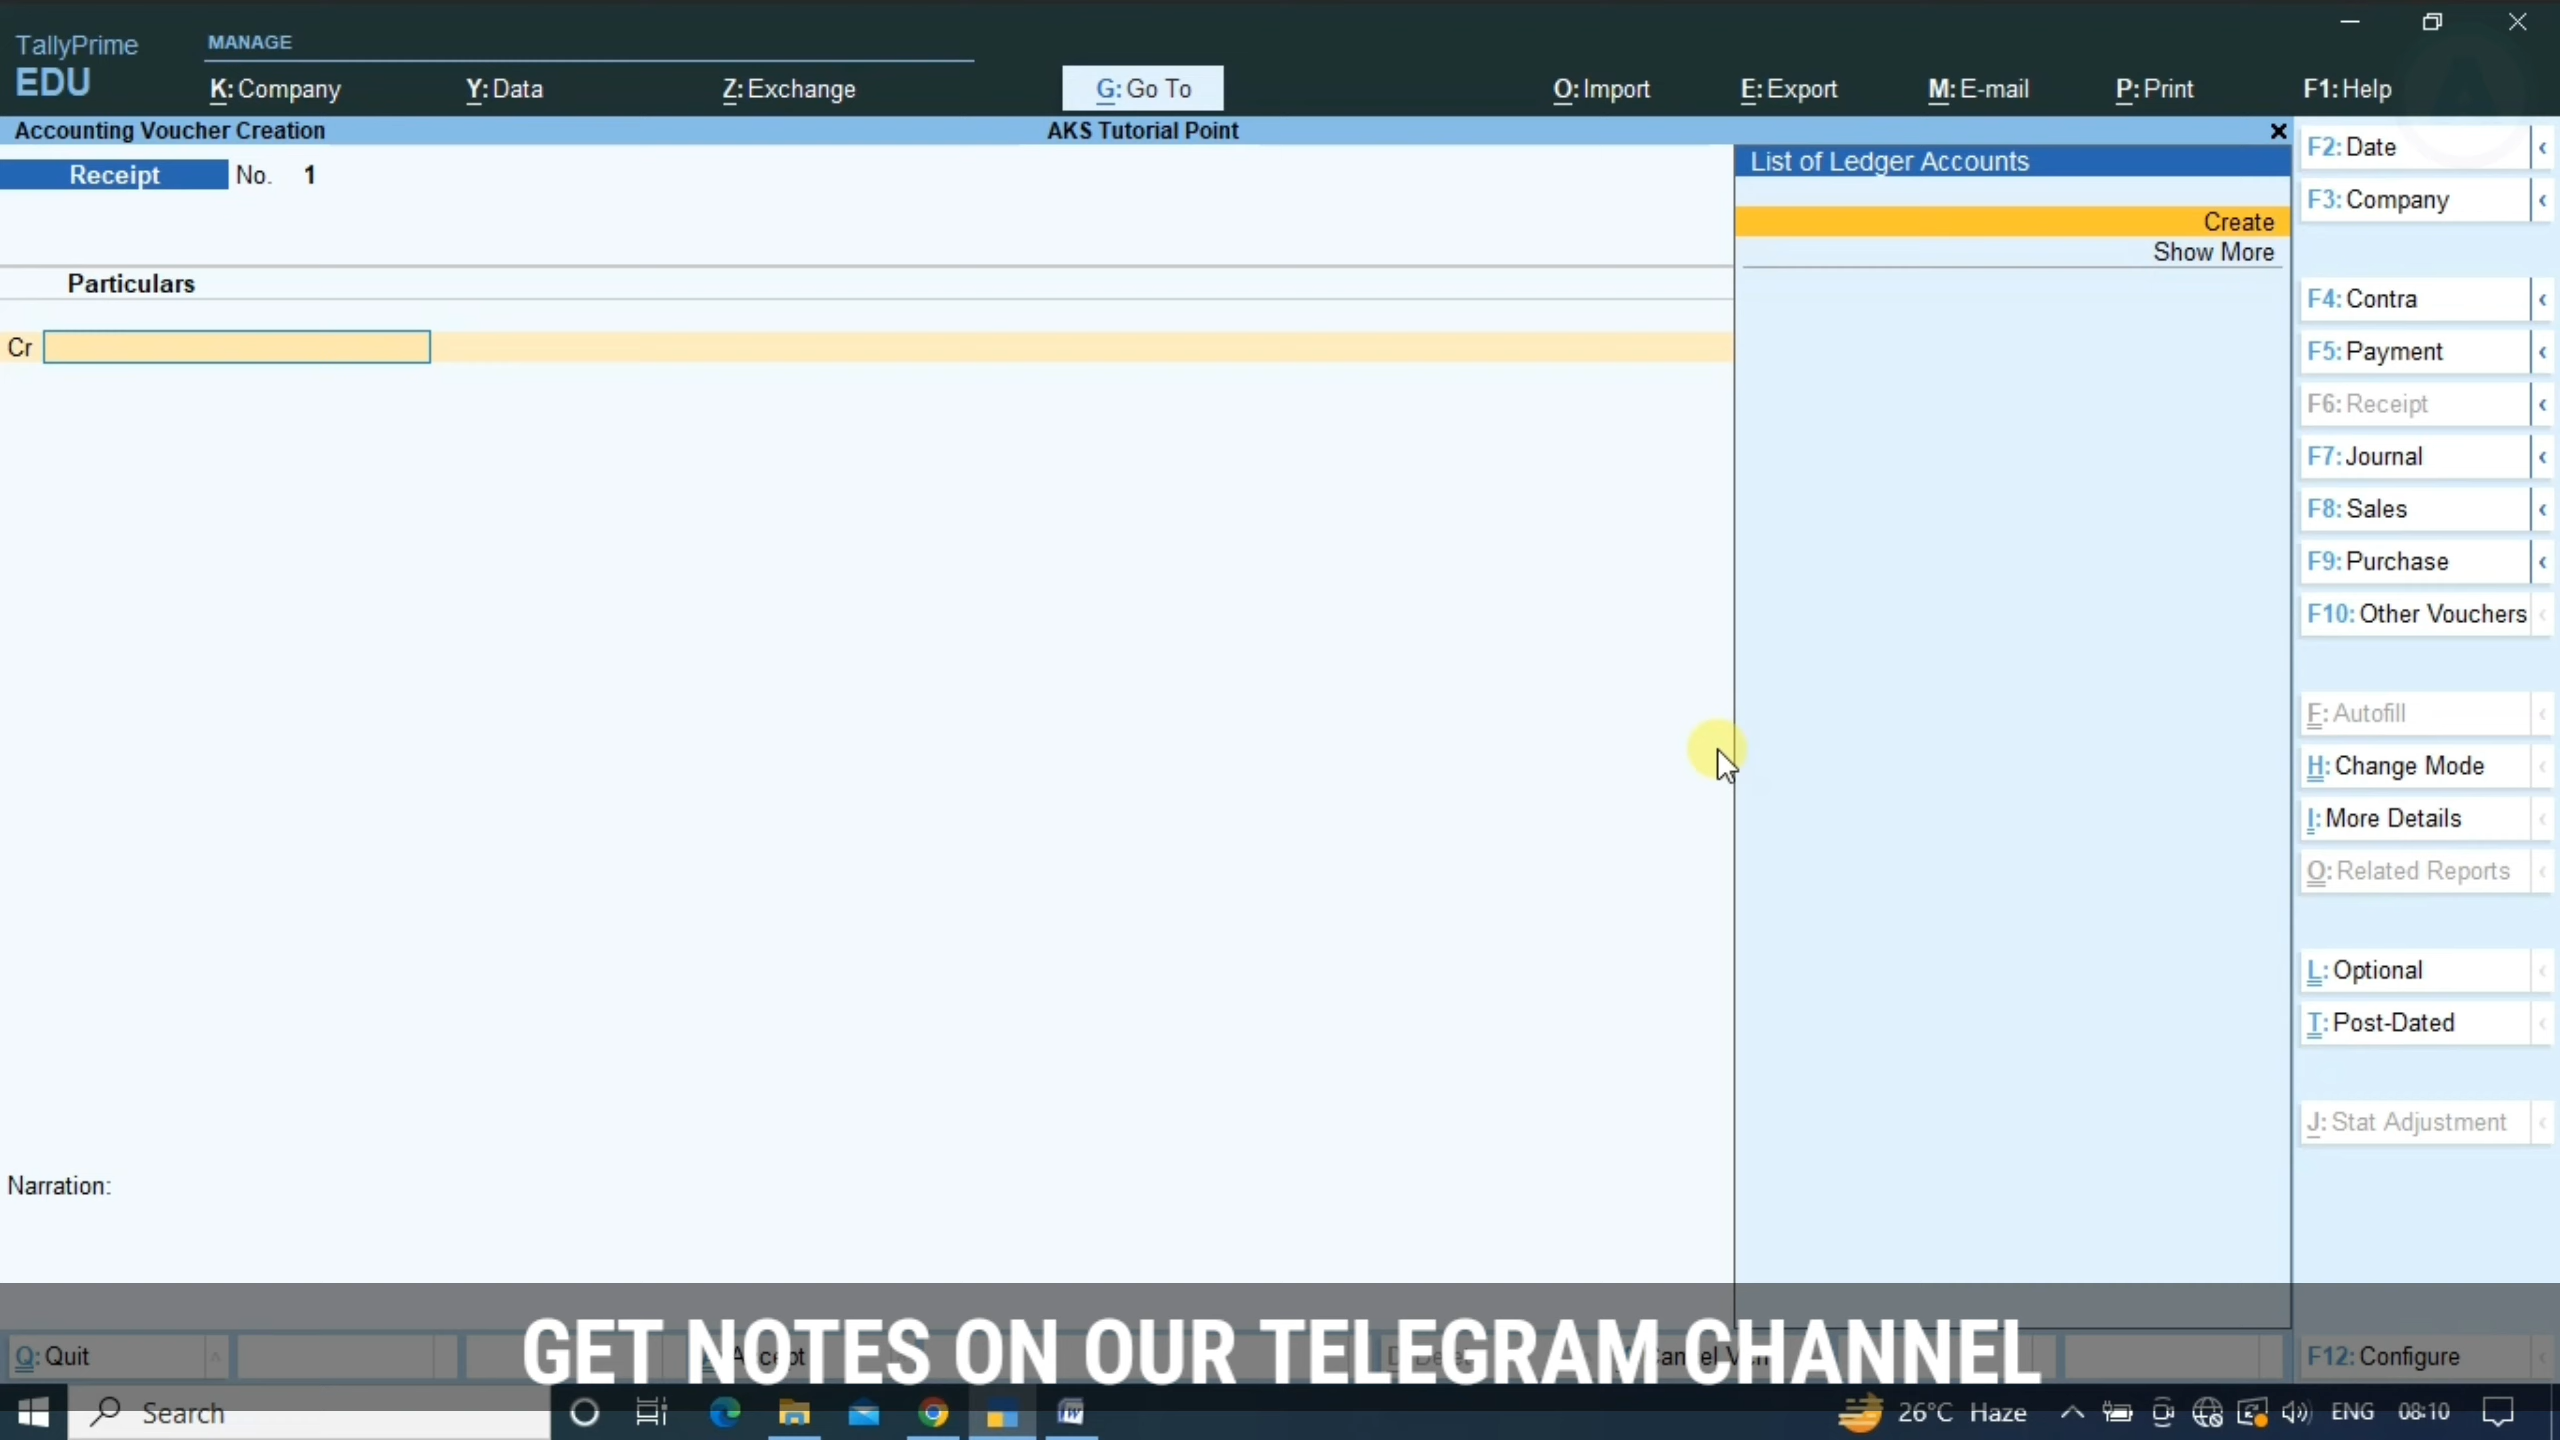 TallyPrime
EDU
MANAGE
K: Company
Y: Data
Z: Exchange
G: Go To
O: Import
E: Export
M: E-mail
P: Print
F1: Help
Accounting Voucher Creation
AKS Tutorial Point
Receipt No. 1
Particulars
Cr
Narration:
List of Ledger Accounts
Create
Show More
F2: Date
F3: Company
F4: Contra
F5: Payment
F6: Receipt
F7: Journal
F8: Sales
F9: Purchase
F10: Other Vouchers
F: Autofill
H: Change Mode
I: More Details
O: Related Reports
L: Optional
T: Post-Dated
J: Stat Adjustment
F12: Configure
Q: Quit
GET NOTES ON OUR TELEGRAM CHANNEL
Search
26°C Haze
ENG
08:10